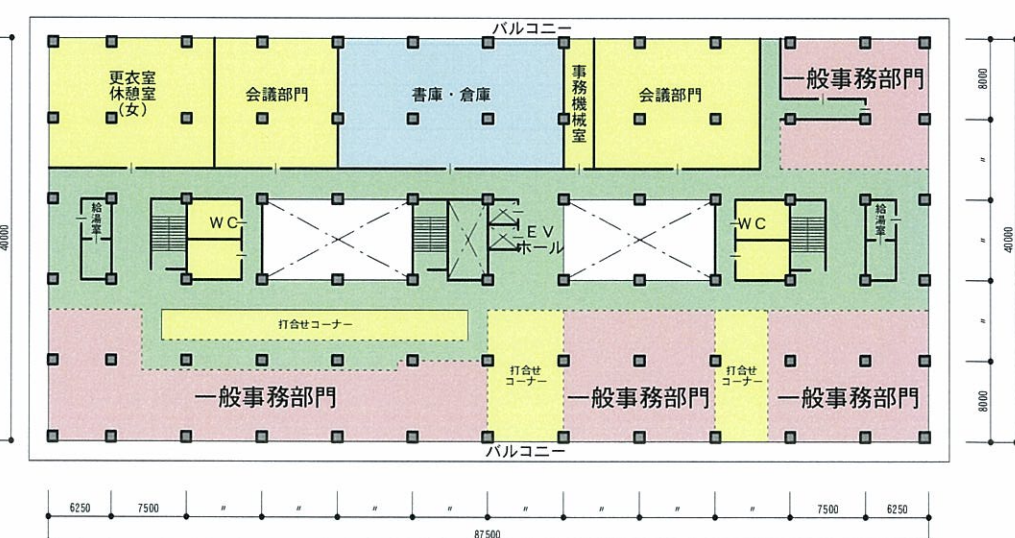 バルコニー
更衣室
休憩室
(女)
会議部門
書庫・倉庫
事務機械室
会議部門
一般事務部門
8000
〃
40000
給湯室
WC
EV
ホール
WC
給湯室
〃
40000
打合せコーナー
〃
打合せ
コーナー
打合せ
コーナー
一般事務部門
一般事務部門
一般事務部門
8000
バルコニー
6250
7500
〃
〃
〃
〃
〃
〃
〃
〃
7500
6250
87500